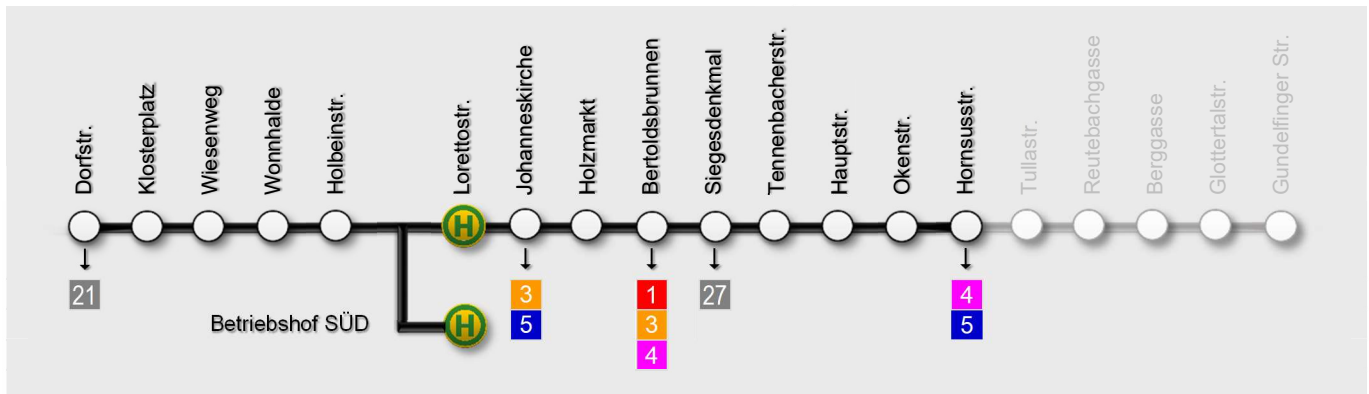 Dorfstr.
Klosterplatz
Wiesenweg
Wonnhalde
Holbeinstr.
Lorettostr.
Johanneskirche
Holzmarkt
Bertoldsbrunnen
Siegesdenkmal
Tennenbacherstr.
Hauptstr.
Okenstr.
Hornusstr.
Tullastr.
Reutebachgasse
Berggasse
Glottertalstr.
Gundelfinger Str.
H
21
3
5
1
3
4
27
4
5
Betriebshof SÜD
H